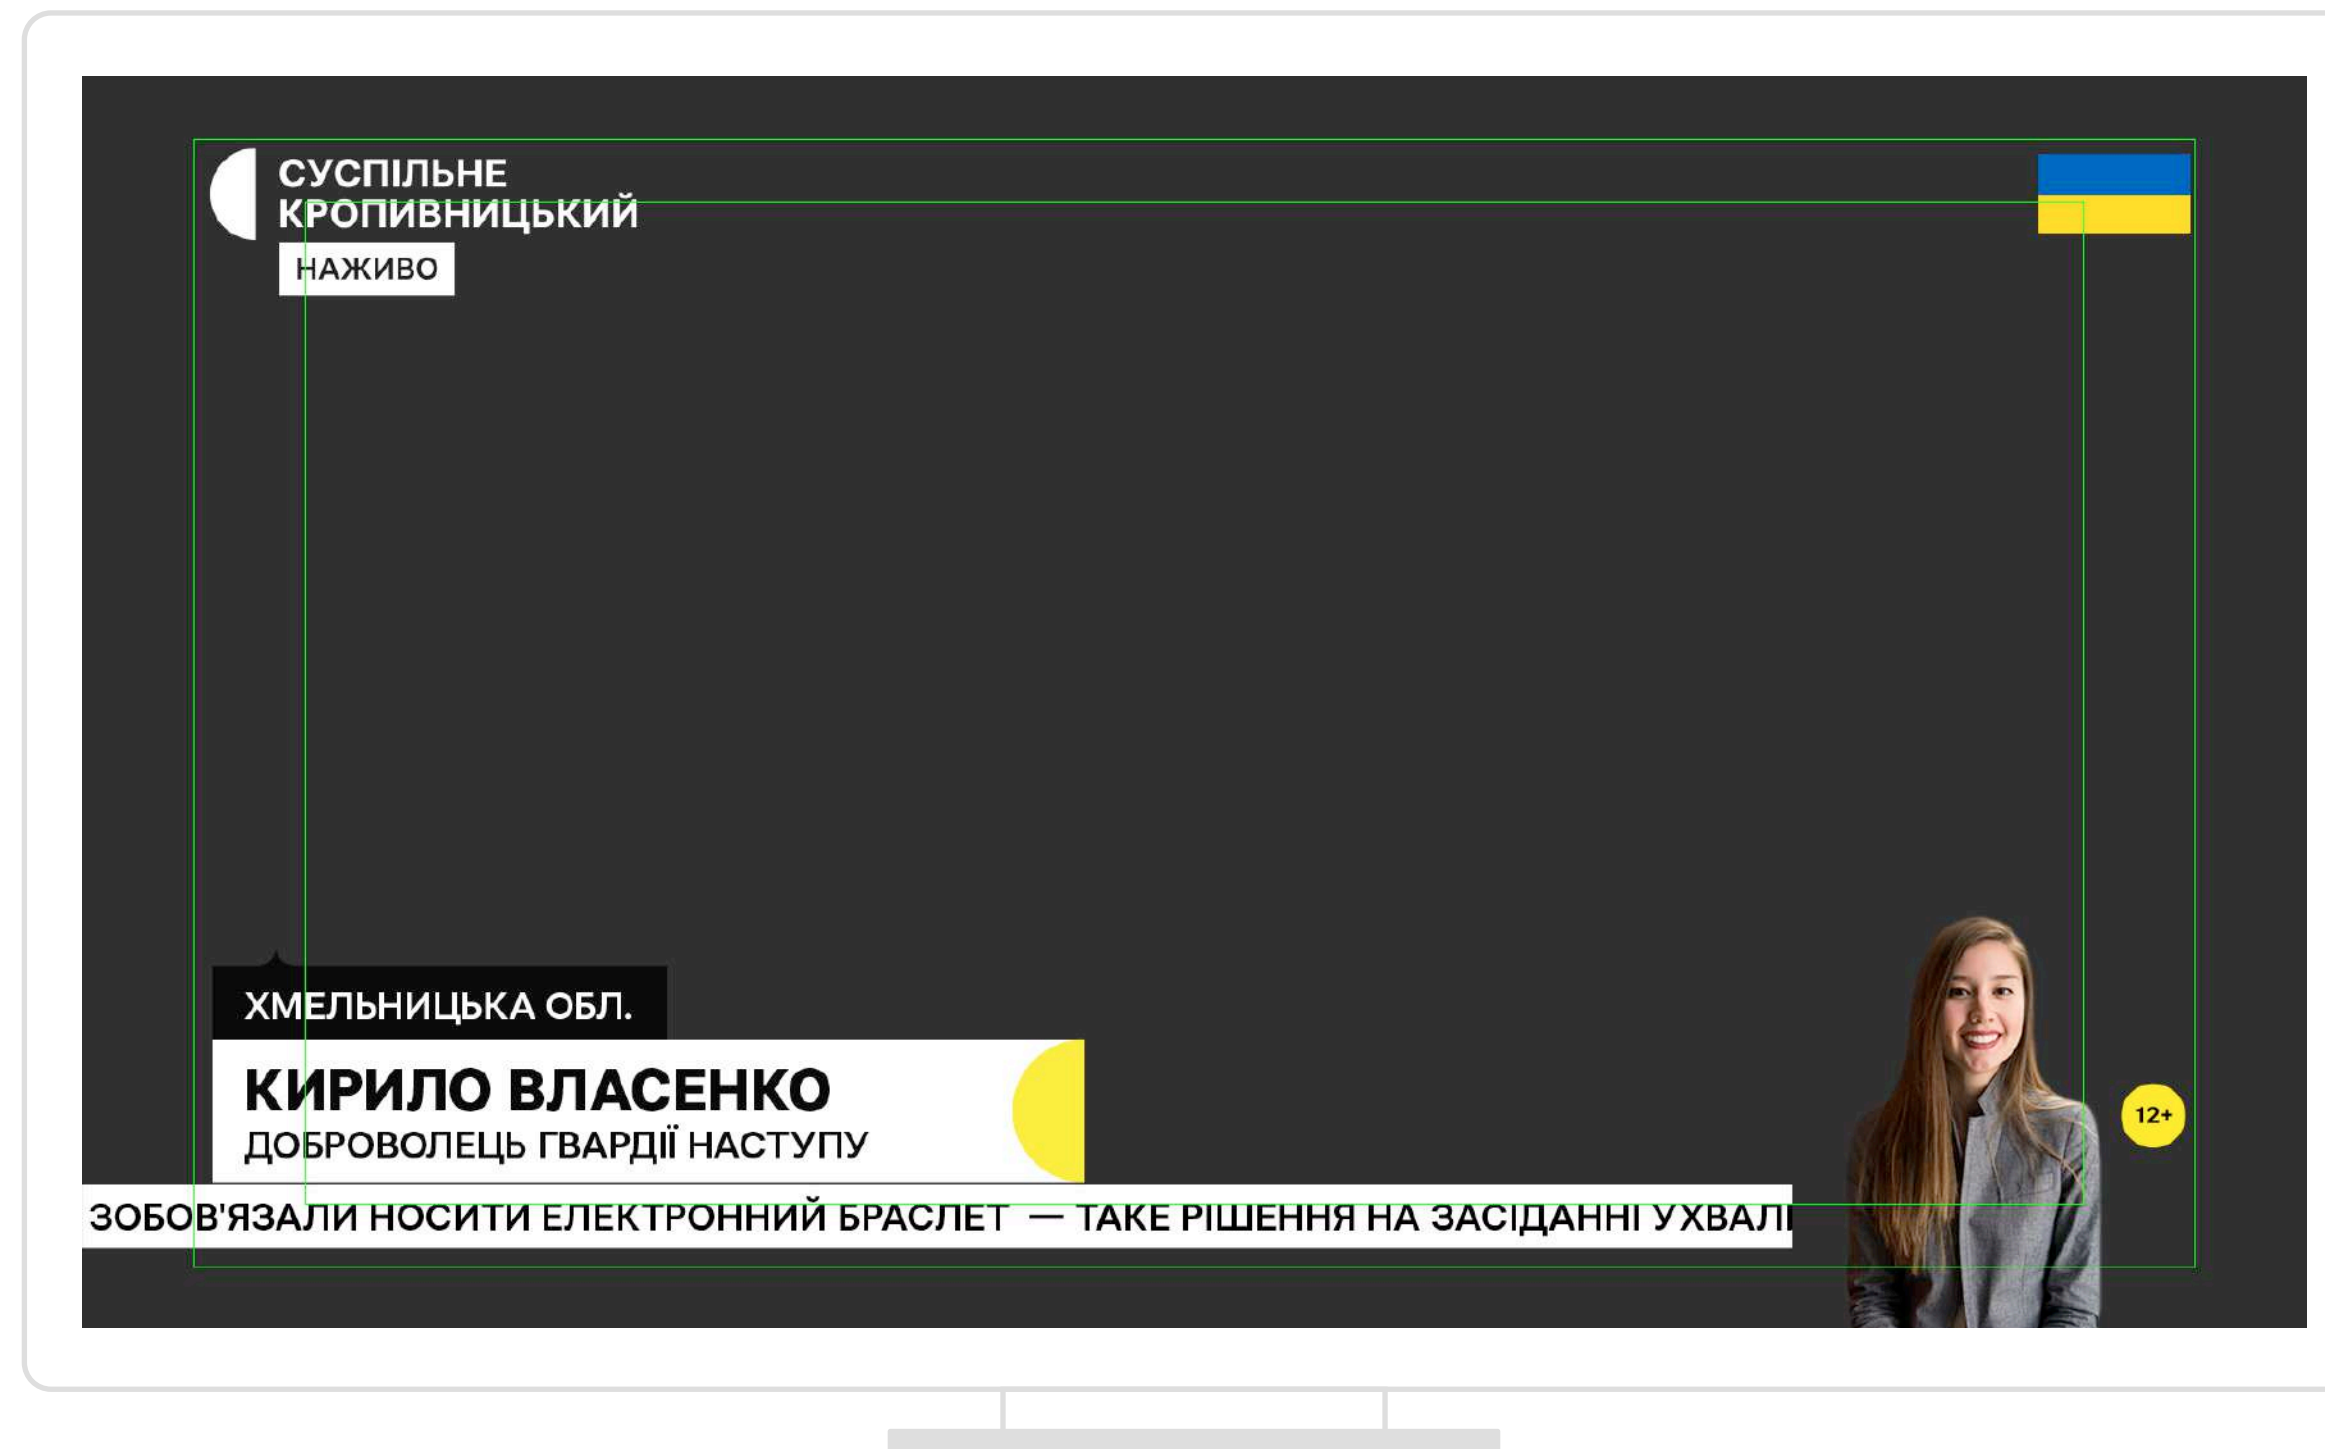 СУСПІЛЬНЕ
КРОПИВНИЦЬКИЙ
НАЖИВО
ХМЕЛЬНИЦЬКА ОБЛ.
КИРИЛО ВЛАСЕНКО
ДОБРОВОЛЕЦЬ ГВАРДІЇ НАСТУПУ
12+
ЗОБОВ'ЯЗАЛИ НОСИТИ ЕЛЕКТРОННИЙ БРАСЛЕТ — ТАКЕ РІШЕННЯ НА ЗАСІДАННІ